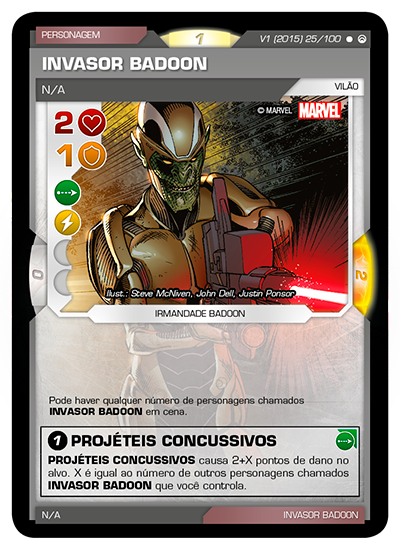 PERSONAGEM
1
V1 (2015) 25/100
INVASOR BADOON
N/A
VILÃO
2
© MARVEL MARVEL
1
0
2
Ilust.: Steve McNiven, John Dell, Justin Ponsor
IRMANDADE BADOON
Pode haver qualquer número de personagens chamados
INVASOR BADOON em cena.
1 PROJÉTEIS CONCUSSIVOS
PROJÉTEIS CONCUSSIVOS causa 2+X pontos de dano no
alvo. X é igual ao número de outros personagens chamados
INVASOR BADOON que você controla.
N/A
INVASOR BADOON